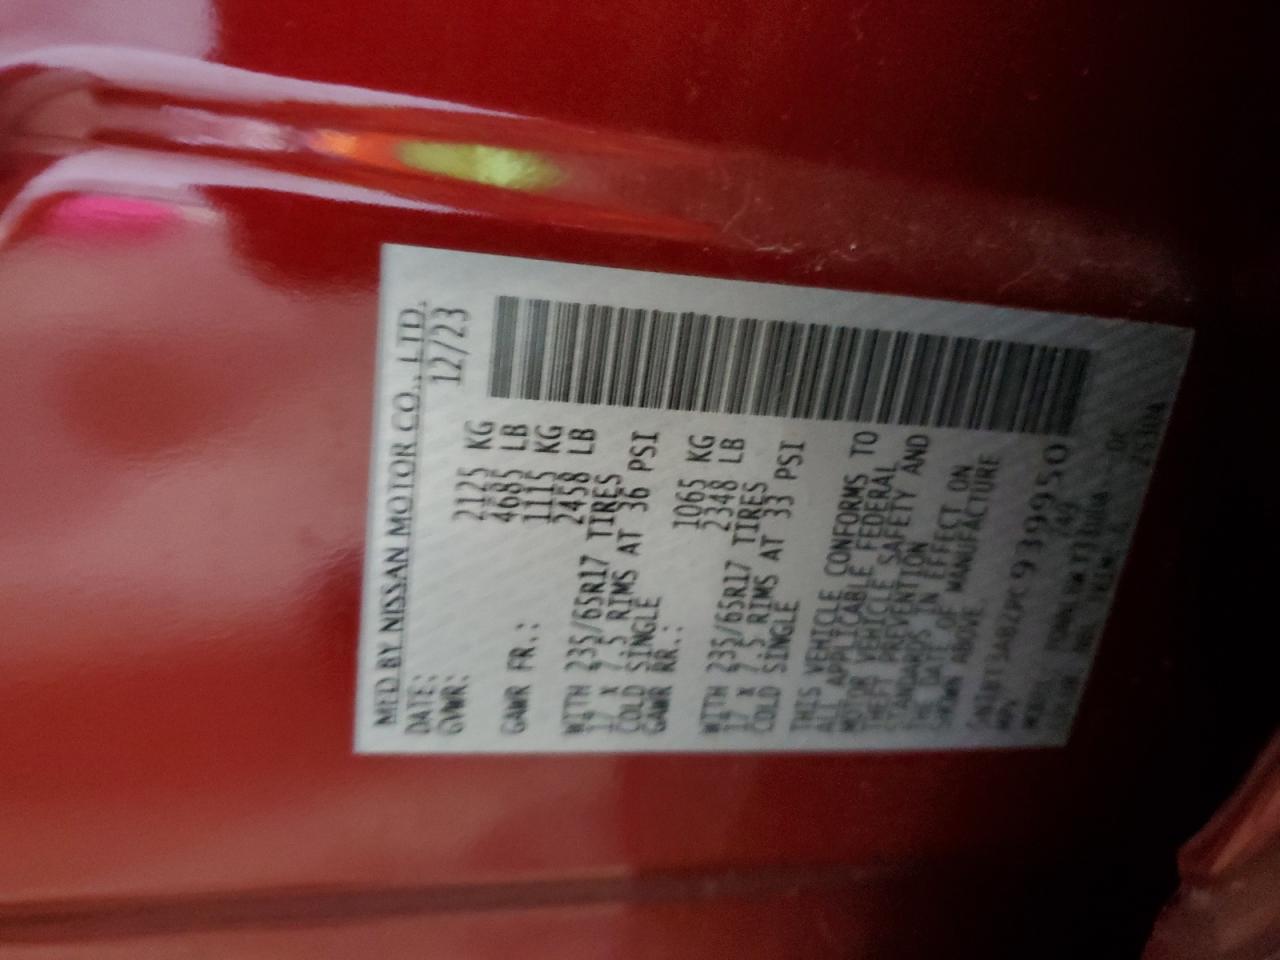 MFD BY NISSAN MOTOR CO., LTD.
DATE: 12/23
GVWR: 2125 KG
4685 LB
GAWR FR.: 1115 KG
2458 LB
WITH 235/65R17 TIRES
17 X 7.5 RIMS AT 36 PSI
COLD SINGLE
GAWR RR.: 1065 KG
2348 LB
WITH 235/65R17 TIRES
17 X 7.5 RIMS AT 33 PSI
COLD SINGLE
THIS VEHICLE CONFORMS TO
ALL APPLICABLE FEDERAL
MOTOR VEHICLE SAFETY AND
THEFT PREVENTION
STANDARDS IN EFFECT ON
THE DATE OF MANUFACTURE
SHOWN ABOVE
PC939950
MPV
MODEL: